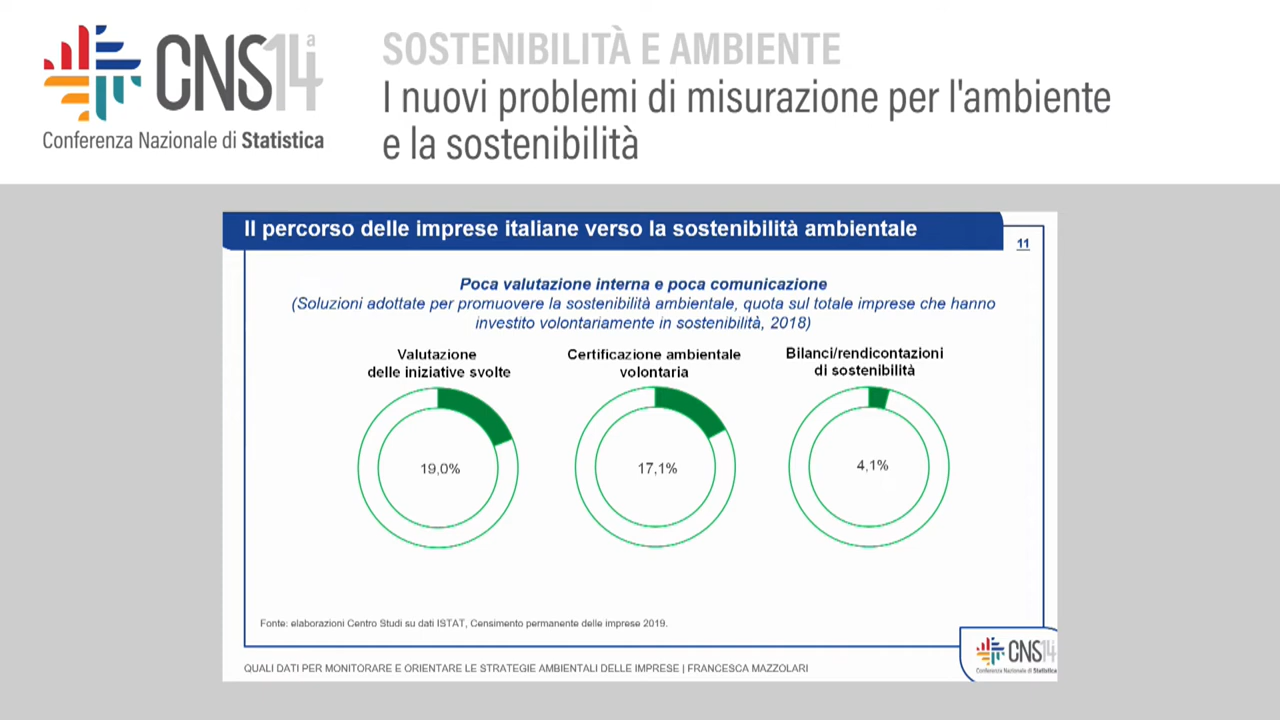 CNS14ª
Conferenza Nazionale di Statistica
SOSTENIBILITÀ E AMBIENTE
I nuovi problemi di misurazione per l'ambiente
e la sostenibilità
Il percorso delle imprese italiane verso la sostenibilità ambientale
11
Poca valutazione interna e poca comunicazione
(Soluzioni adottate per promuovere la sostenibilità ambientale, quota sul totale imprese che hanno
investito volontariamente in sostenibilità, 2018)
Valutazione
delle iniziative svolte
19,0%
Certificazione ambientale
volontaria
17,1%
Bilanci/rendicontazioni
di sostenibilità
4,1%
Fonte: elaborazioni Centro Studi su dati ISTAT, Censimento permanente delle imprese 2019.
QUALI DATI PER MONITORARE E ORIENTARE LE STRATEGIE AMBIENTALI DELLE IMPRESE | FRANCESCA MAZZOLARI
CNS14
Conferenza Nazionale di Statistica